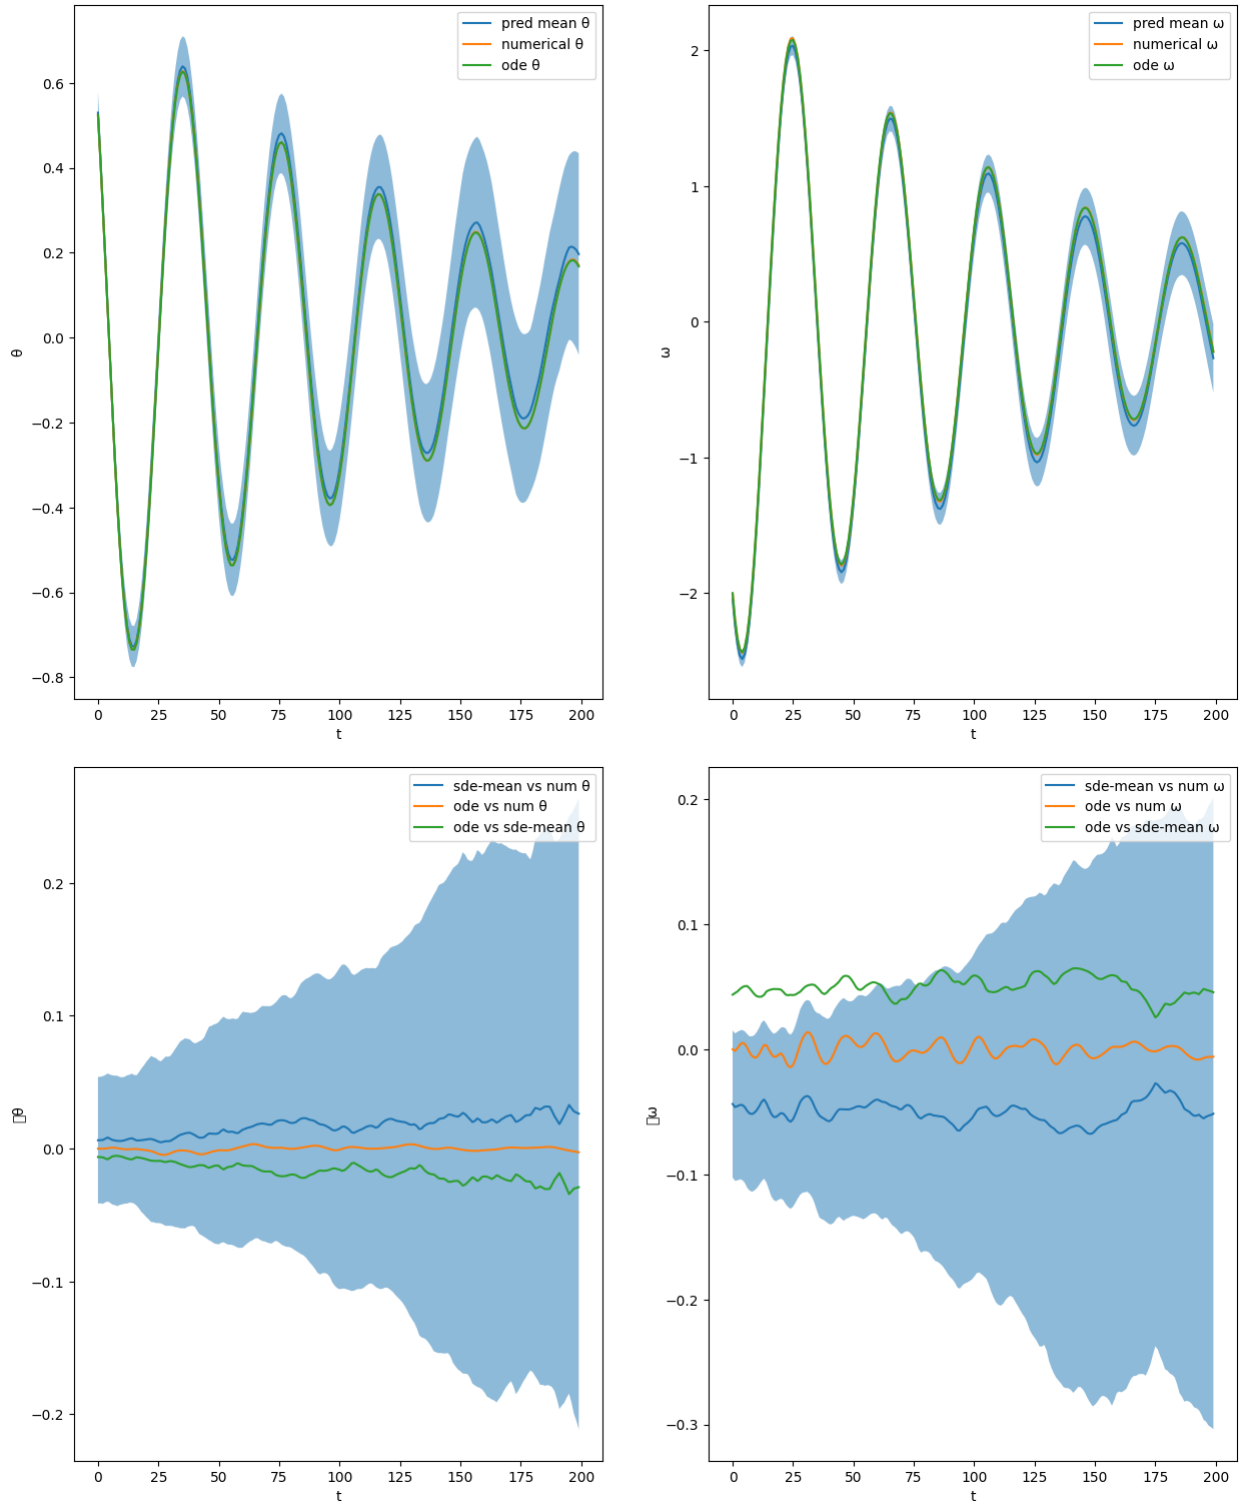 pred mean θ
numerical θ
ode θ
0.6
0.4
0.2
0.0
−0.2
−0.4
−0.6
−0.8
θ
0 25 50 75 100 125 150 175 200
t
pred mean ω
numerical ω
ode ω
2
1
0
−1
−2
ω
0 25 50 75 100 125 150 175 200
t
sde-mean vs num θ
ode vs num θ
ode vs sde-mean θ
0.2
0.1
0.0
−0.1
−0.2
▯θ
0 25 50 75 100 125 150 175 200
t
sde-mean vs num ω
ode vs num ω
ode vs sde-mean ω
0.2
0.1
0.0
−0.1
−0.2
−0.3
▯ω
0 25 50 75 100 125 150 175 200
t